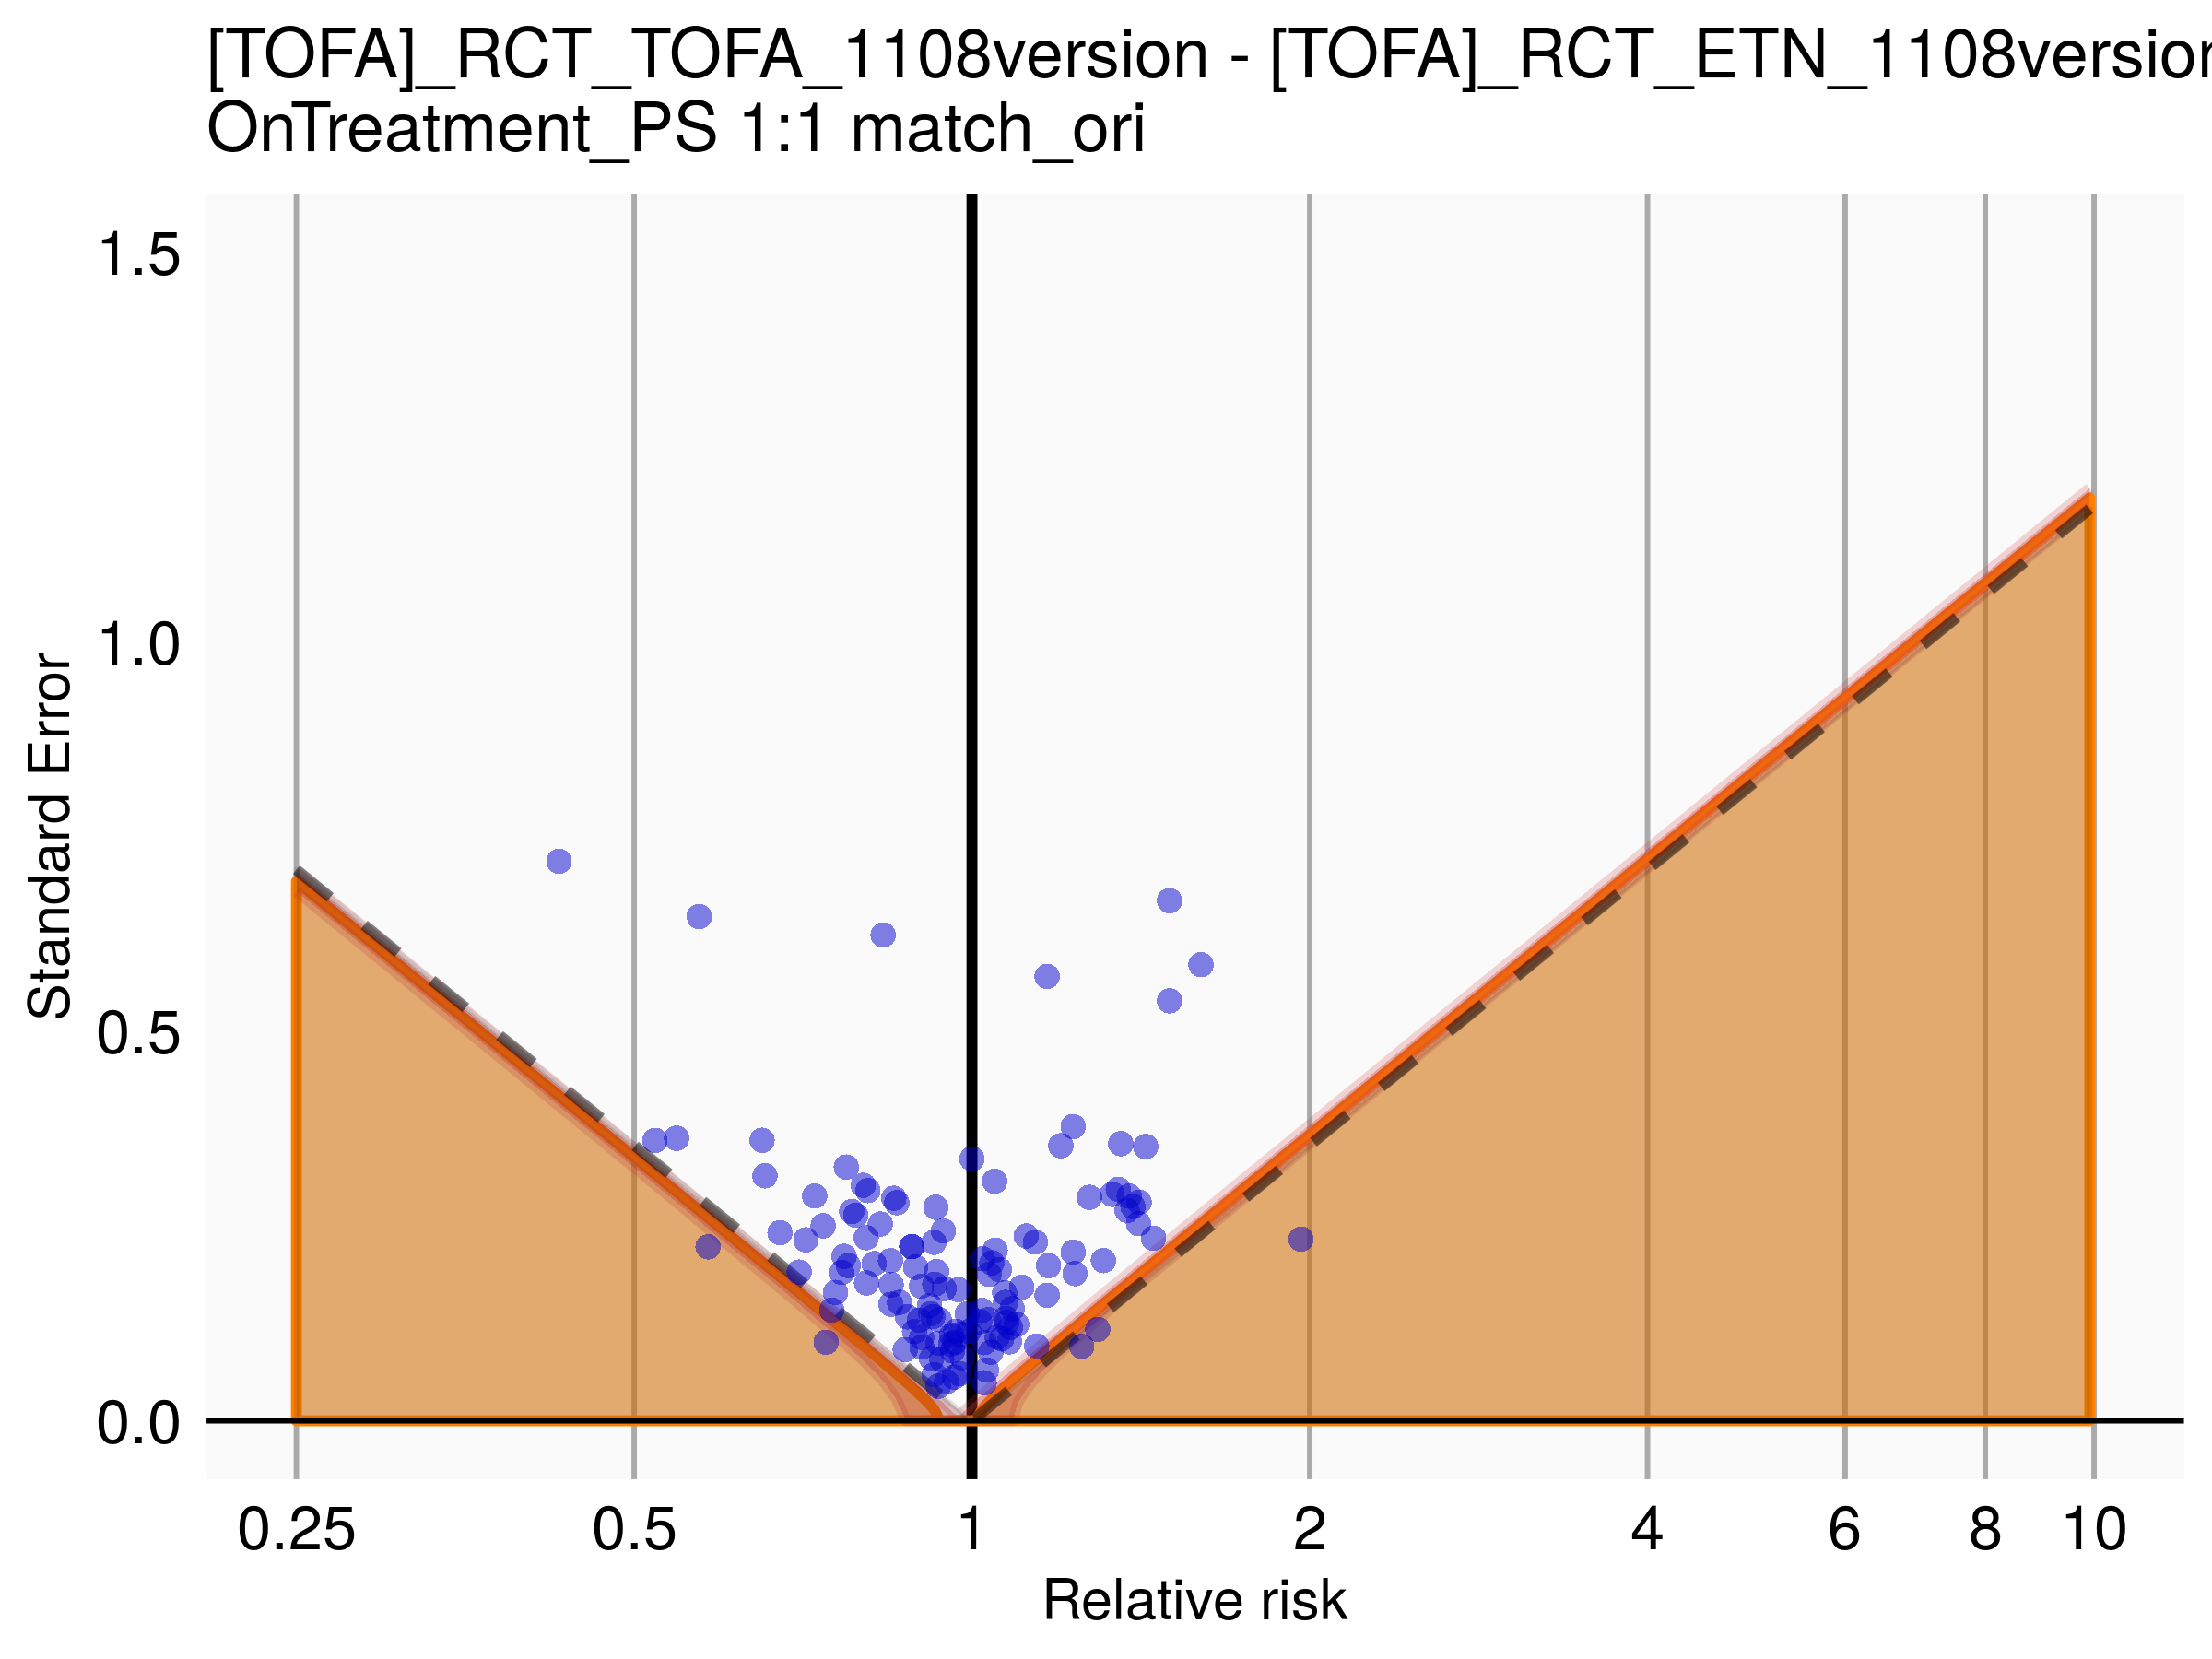 [TOFA]_RCT_TOFA_1108version - [TOFA]_RCT_ETN_1108version
OnTreatment_PS 1:1 match_ori
1.5
1.0
0.5
0.0
Standard Error
0.25 0.5 1 2 4 6 8 10
Relative risk